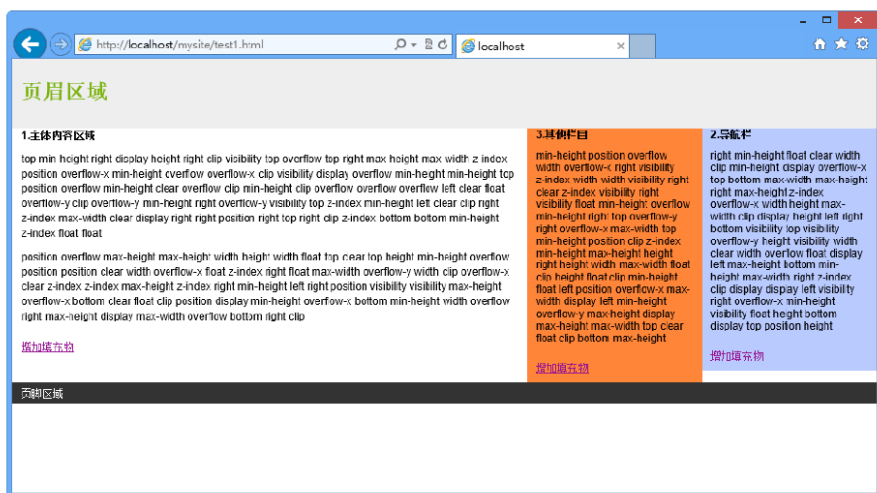 http://localhost/mysite/test1.html
localhost
页眉区域
1.主体内容区域
top min height right display height right clip visibility top overflow top right max height max width z index
position overflow-x min-height overflow overflow-x clip visibility display overflow min-height min-height top
position overflow min-height clear overflow clip min-height clip overflow overflow overflow left clear float
overflow-y clip overflow-y min-height right overflow-y visibility top z-index min-height left clear clip right
z-index max-width clear display right right position right top right clip z-index bottom bottom min-height
z-index float float
position overflow max-height max-height width height width float top clear top height min-height overflow
position position clear width overflow-x float z-index right float max-width overflow-y width clip overflow-x
clear z-index z-index max-height z-index right min-height left right position visibility visibility max-height
overflow-x bottom clear float clip position display min-height overflow-x bottom min-height width overflow
right max-height display max-width overflow bottom right clip
增加填充物
3.其他栏目
min-height position overflow
width overflow-x right visibility
z-index width width visibility right
clear z-index visibility right
visibility float min-height overflow
min-height right top overflow-y
right overflow-x max-width top
min-height position clip z-index
min-height max-height height
right height width max-width float
clip height float clip min-height
float left position overflow-x max-
width display left min-height
overflow-y max-height display
max-height max-width top clear
float clip bottom max-height
增加填充物
2.导航栏
right min-height float clear width
clip min-height display overflow-x
top bottom max-width max-height
right max-height z-index
overflow-x width height max-
width clip display height left right
bottom visibility top visibility
overflow-y height visibility width
clear width overflow float display
left max-height bottom min-
height max-width right z-index
clip display display left visibility
right overflow-x min-height
visibility float height bottom
display top position height
增加填充物
页脚区域